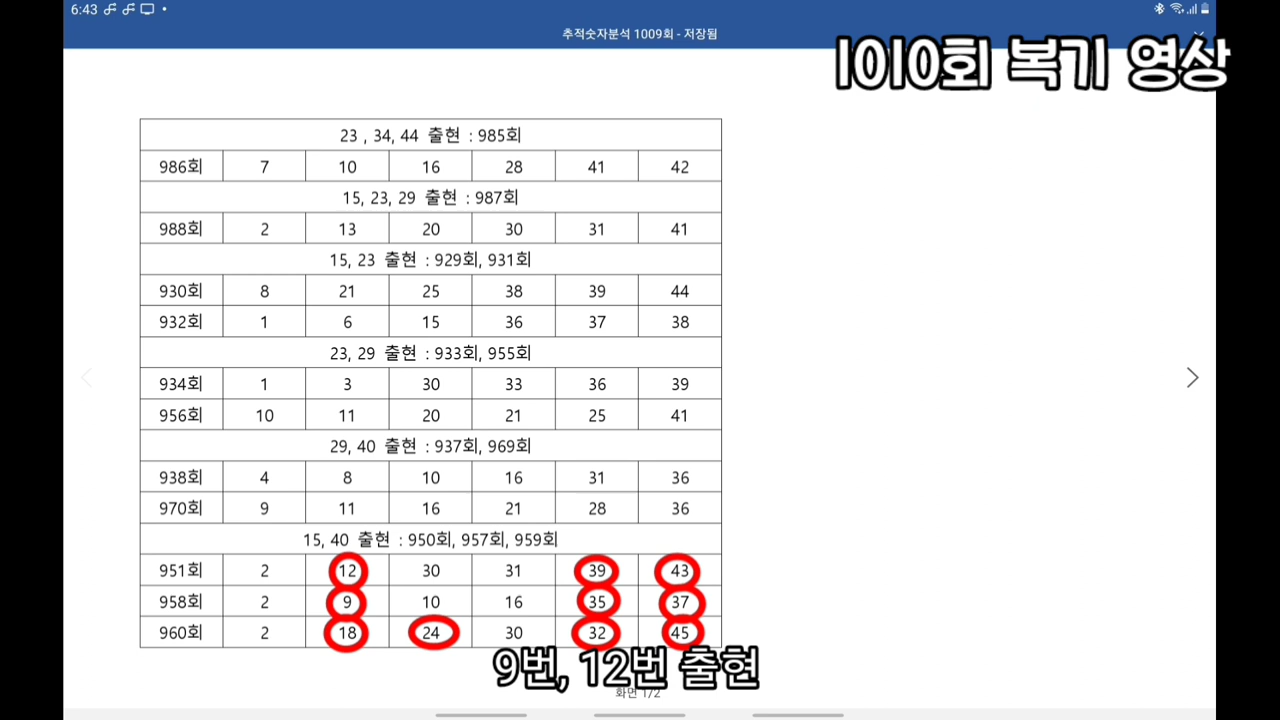 6:43
추적숫자분석 1009회 - 저장됨
1010회 복기 영상
23 , 34, 44 출현 : 985회
986회 7 10 16 28 41 42
15, 23, 29 출현 : 987회
988회 2 13 20 30 31 41
15, 23 출현 : 929회, 931회
930회 8 21 25 38 39 44
932회 1 6 15 36 37 38
23, 29 출현 : 933회, 955회
934회 1 3 30 33 36 39
956회 10 11 20 21 25 41
29, 40 출현 : 937회, 969회
938회 4 8 10 16 31 36
970회 9 11 16 21 28 36
15, 40 출현 : 950회, 957회, 959회
951회 2 12 30 31 39 43
958회 2 9 10 16 35 37
960회 2 18 24 30 32 45
9번, 12번 출현
화면 1/2